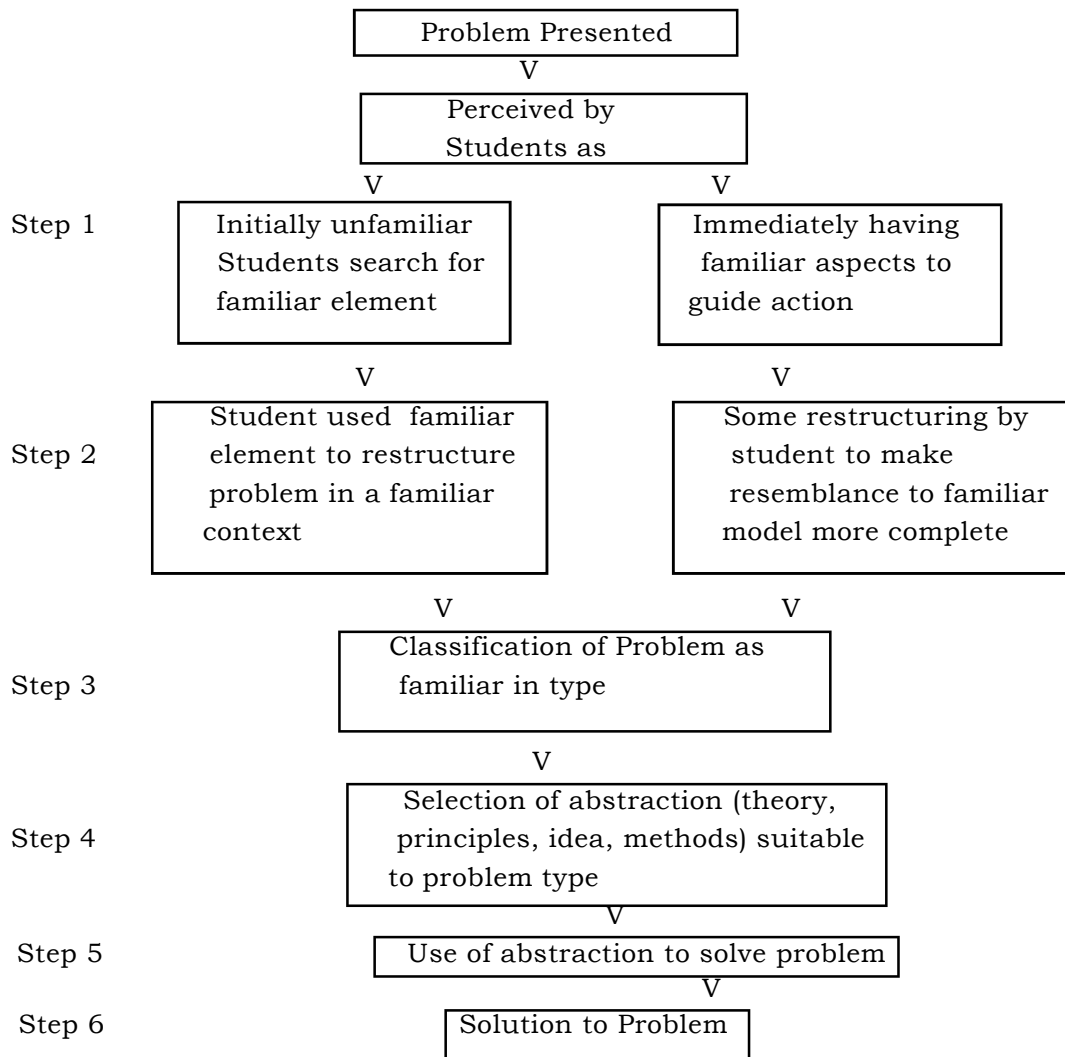 Problem Presented
V
Perceived by
Students as
V V
Step 1
Initially unfamiliar
Students search for
familiar element
Immediately having
familiar aspects to
guide action
V V
Step 2
Student used familiar
element to restructure
problem in a familiar
context
Some restructuring by
student to make
resemblance to familiar
model more complete
V V
Step 3
Classification of Problem as
familiar in type
V
Step 4
Selection of abstraction (theory,
principles, idea, methods) suitable
to problem type
V
Step 5
Use of abstraction to solve problem
V
Step 6
Solution to Problem